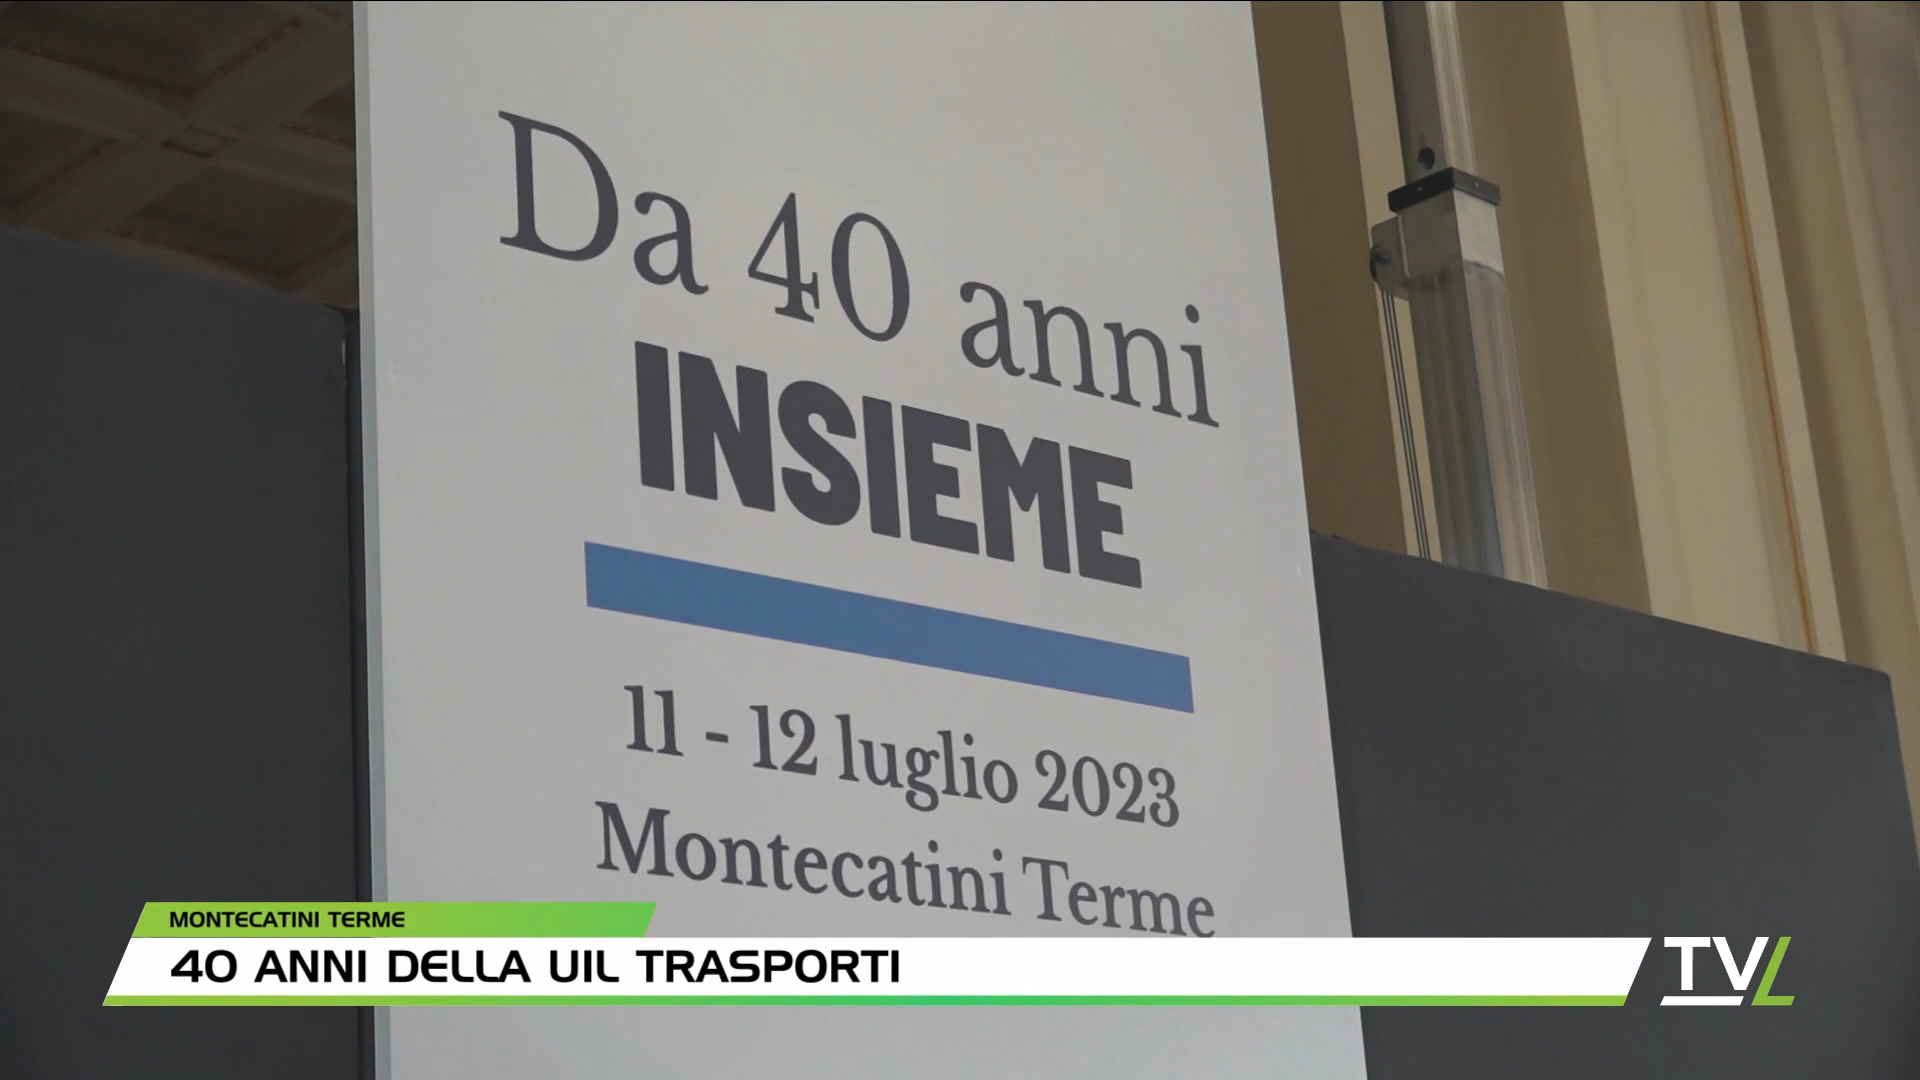 Da 40 anni
INSIEME
11 - 12 luglio 2023
Montecatini Terme
MONTECATINI TERME
40 ANNI DELLA UIL TRASPORTI
TVL